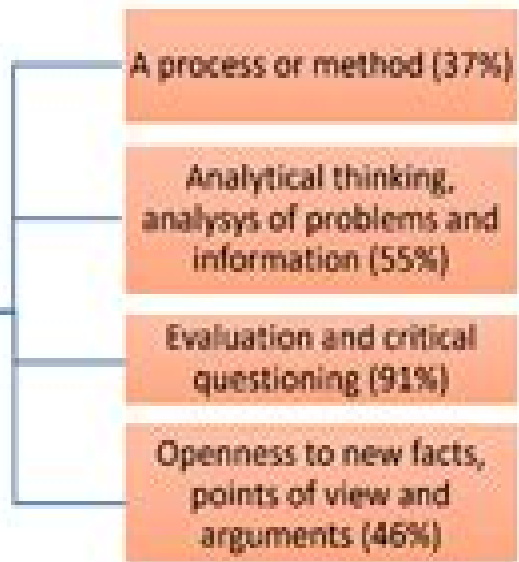 A process or method (37%)
Analytical thinking,
analysys of problems and
information (55%)
Evaluation and critical
questioning (91%)
Openness to new facts,
points of view and
arguments (46%)